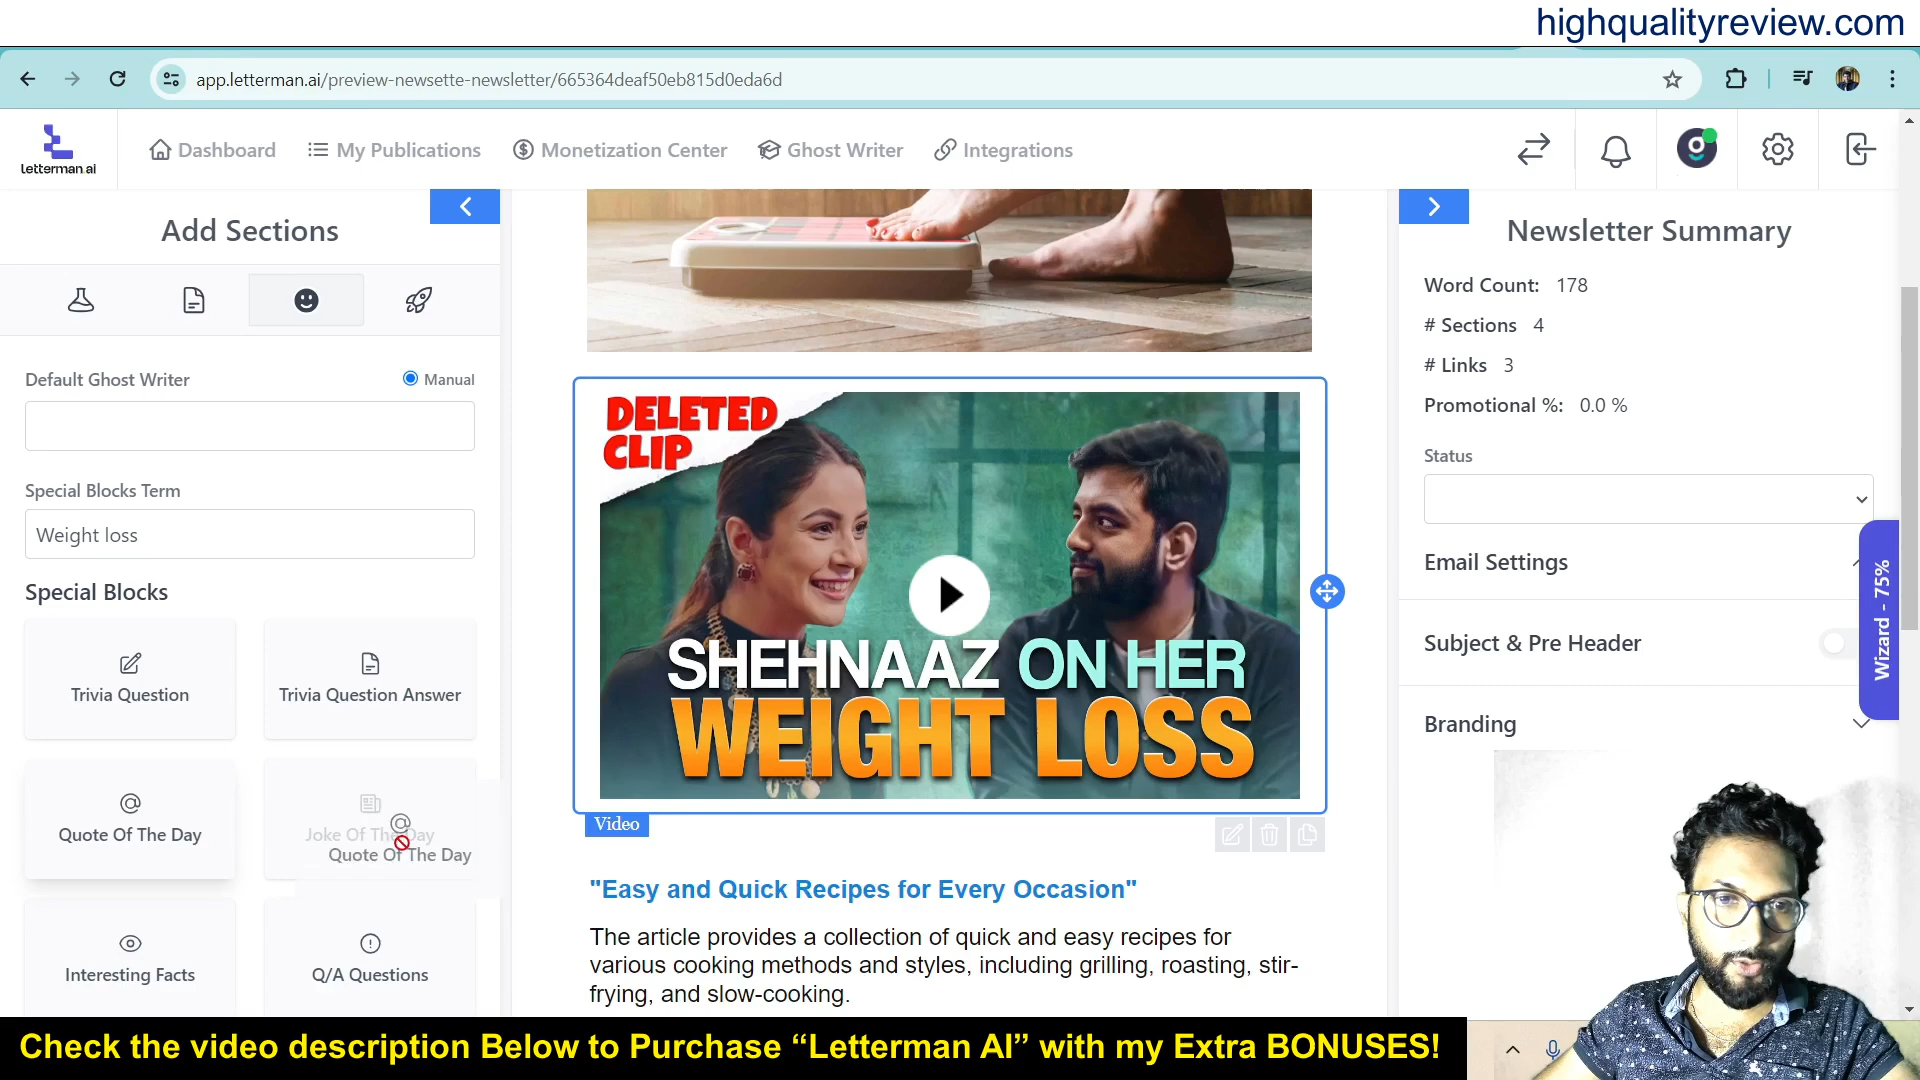 highqualityreview.com
app.letterman.ai/preview-newsette-newsletter/665364deaf50eb815d0eda6d
Letterman.ai
Dashboard
My Publications
Monetization Center
Ghost Writer
Integrations
Add Sections
Default Ghost Writer
Manual
Special Blocks Term
Weight loss
Special Blocks
Trivia Question
Trivia Question Answer
Quote Of The Day
Joke Of The Day
Quote Of The Day
Interesting Facts
Q/A Questions
DELETED
CLIP
SHEHNAAZ ON HER
WEIGHT LOSS
Video
"Easy and Quick Recipes for Every Occasion"
The article provides a collection of quick and easy recipes for
various cooking methods and styles, including grilling, roasting, stir-
frying, and slow-cooking.
Newsletter Summary
Word Count: 178
# Sections 4
# Links 3
Promotional %: 0.0 %
Status
Email Settings
Subject & Pre Header
Branding
Wizard - 75%
Check the video description Below to Purchase “Letterman AI” with my Extra BONUSES!